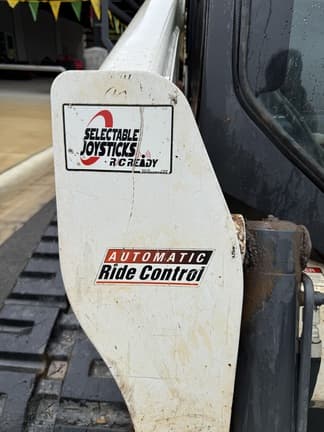 SELECTABLE
JOYSTICKS
R/C READY
AUTOMATIC
Ride Control